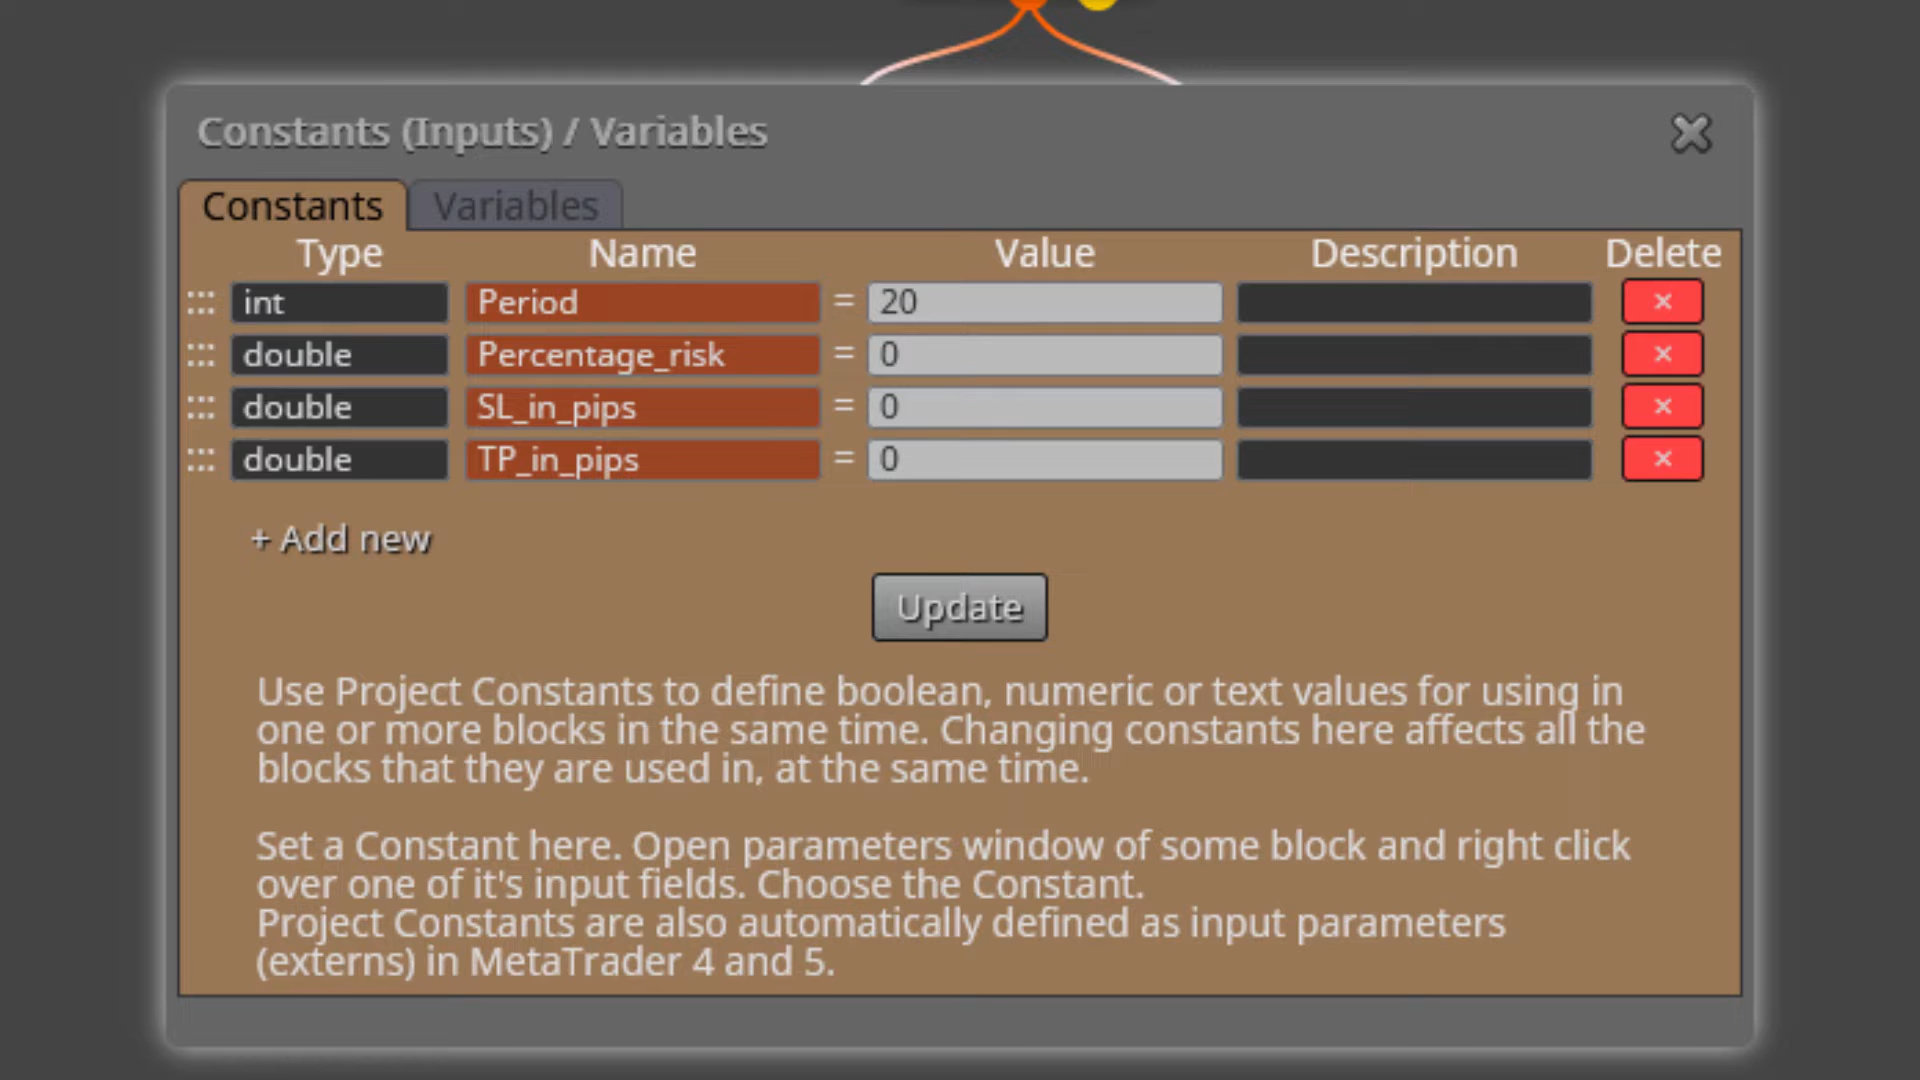 Constants (Inputs) / Variables
Constants Variables
Type Name Value Description Delete
int Period = 20 ×
double Percentage_risk = 0 ×
double SL_in_pips = 0 ×
double TP_in_pips = 0 ×
+ Add new
Update
Use Project Constants to define boolean, numeric or text values for using in
one or more blocks in the same time. Changing constants here affects all the
blocks that they are used in, at the same time.
Set a Constant here. Open parameters window of some block and right click
over one of it's input fields. Choose the Constant.
Project Constants are also automatically defined as input parameters
(externs) in MetaTrader 4 and 5.